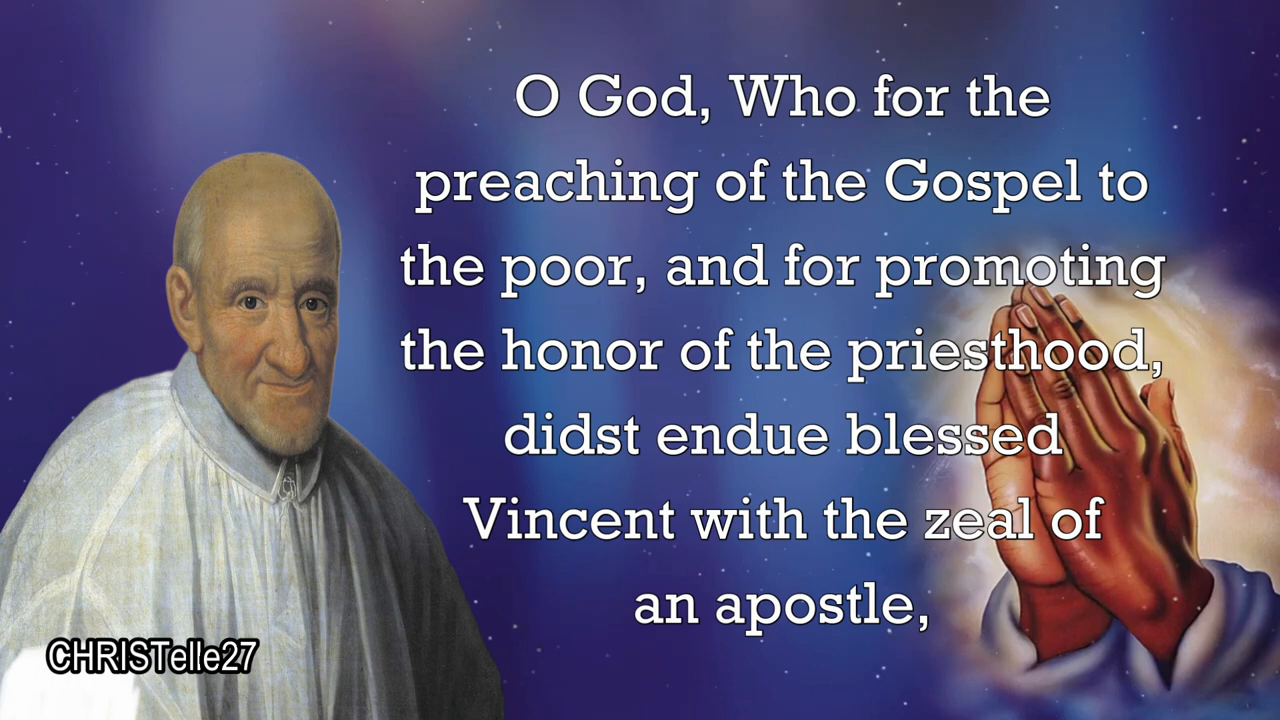 O God, Who for the
preaching of the Gospel to
the poor, and for promoting
the honor of the priesthood,
didst endue blessed
Vincent with the zeal of
an apostle,
CHRISTelle27